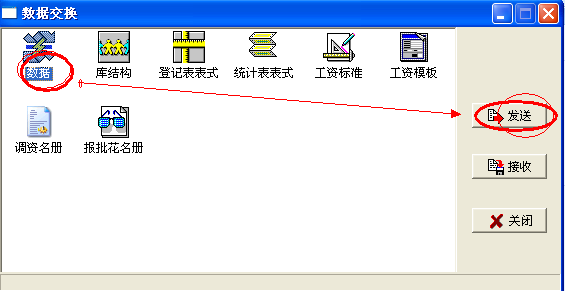 数据交换
数据 库结构 登记表表式 统计表表式 工资标准 工资模板
调资名册 报批花名册
发送
接收
关闭